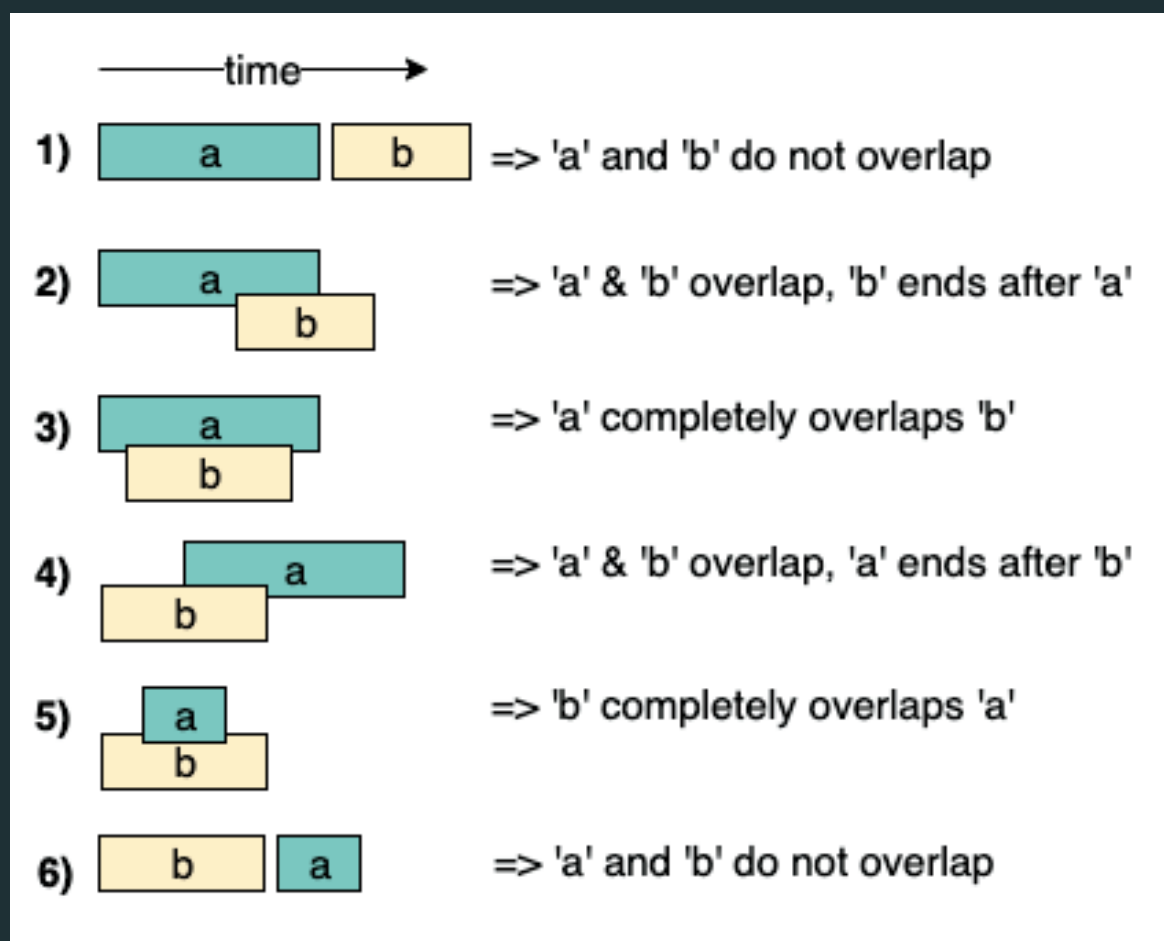 time
1) a b => 'a' and 'b' do not overlap
2) a => 'a' & 'b' overlap, 'b' ends after 'a'
b
3) a => 'a' completely overlaps 'b'
b
4) a => 'a' & 'b' overlap, 'a' ends after 'b'
b
5) a => 'b' completely overlaps 'a'
b
6) b a => 'a' and 'b' do not overlap